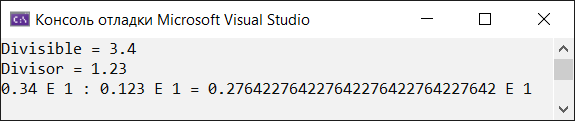 Консоль отладки Microsoft Visual Studio
Divisible = 3.4
Divisor = 1.23
0.34 E 1 : 0.123 E 1 = 0.276422764227642276422764227642 E 1